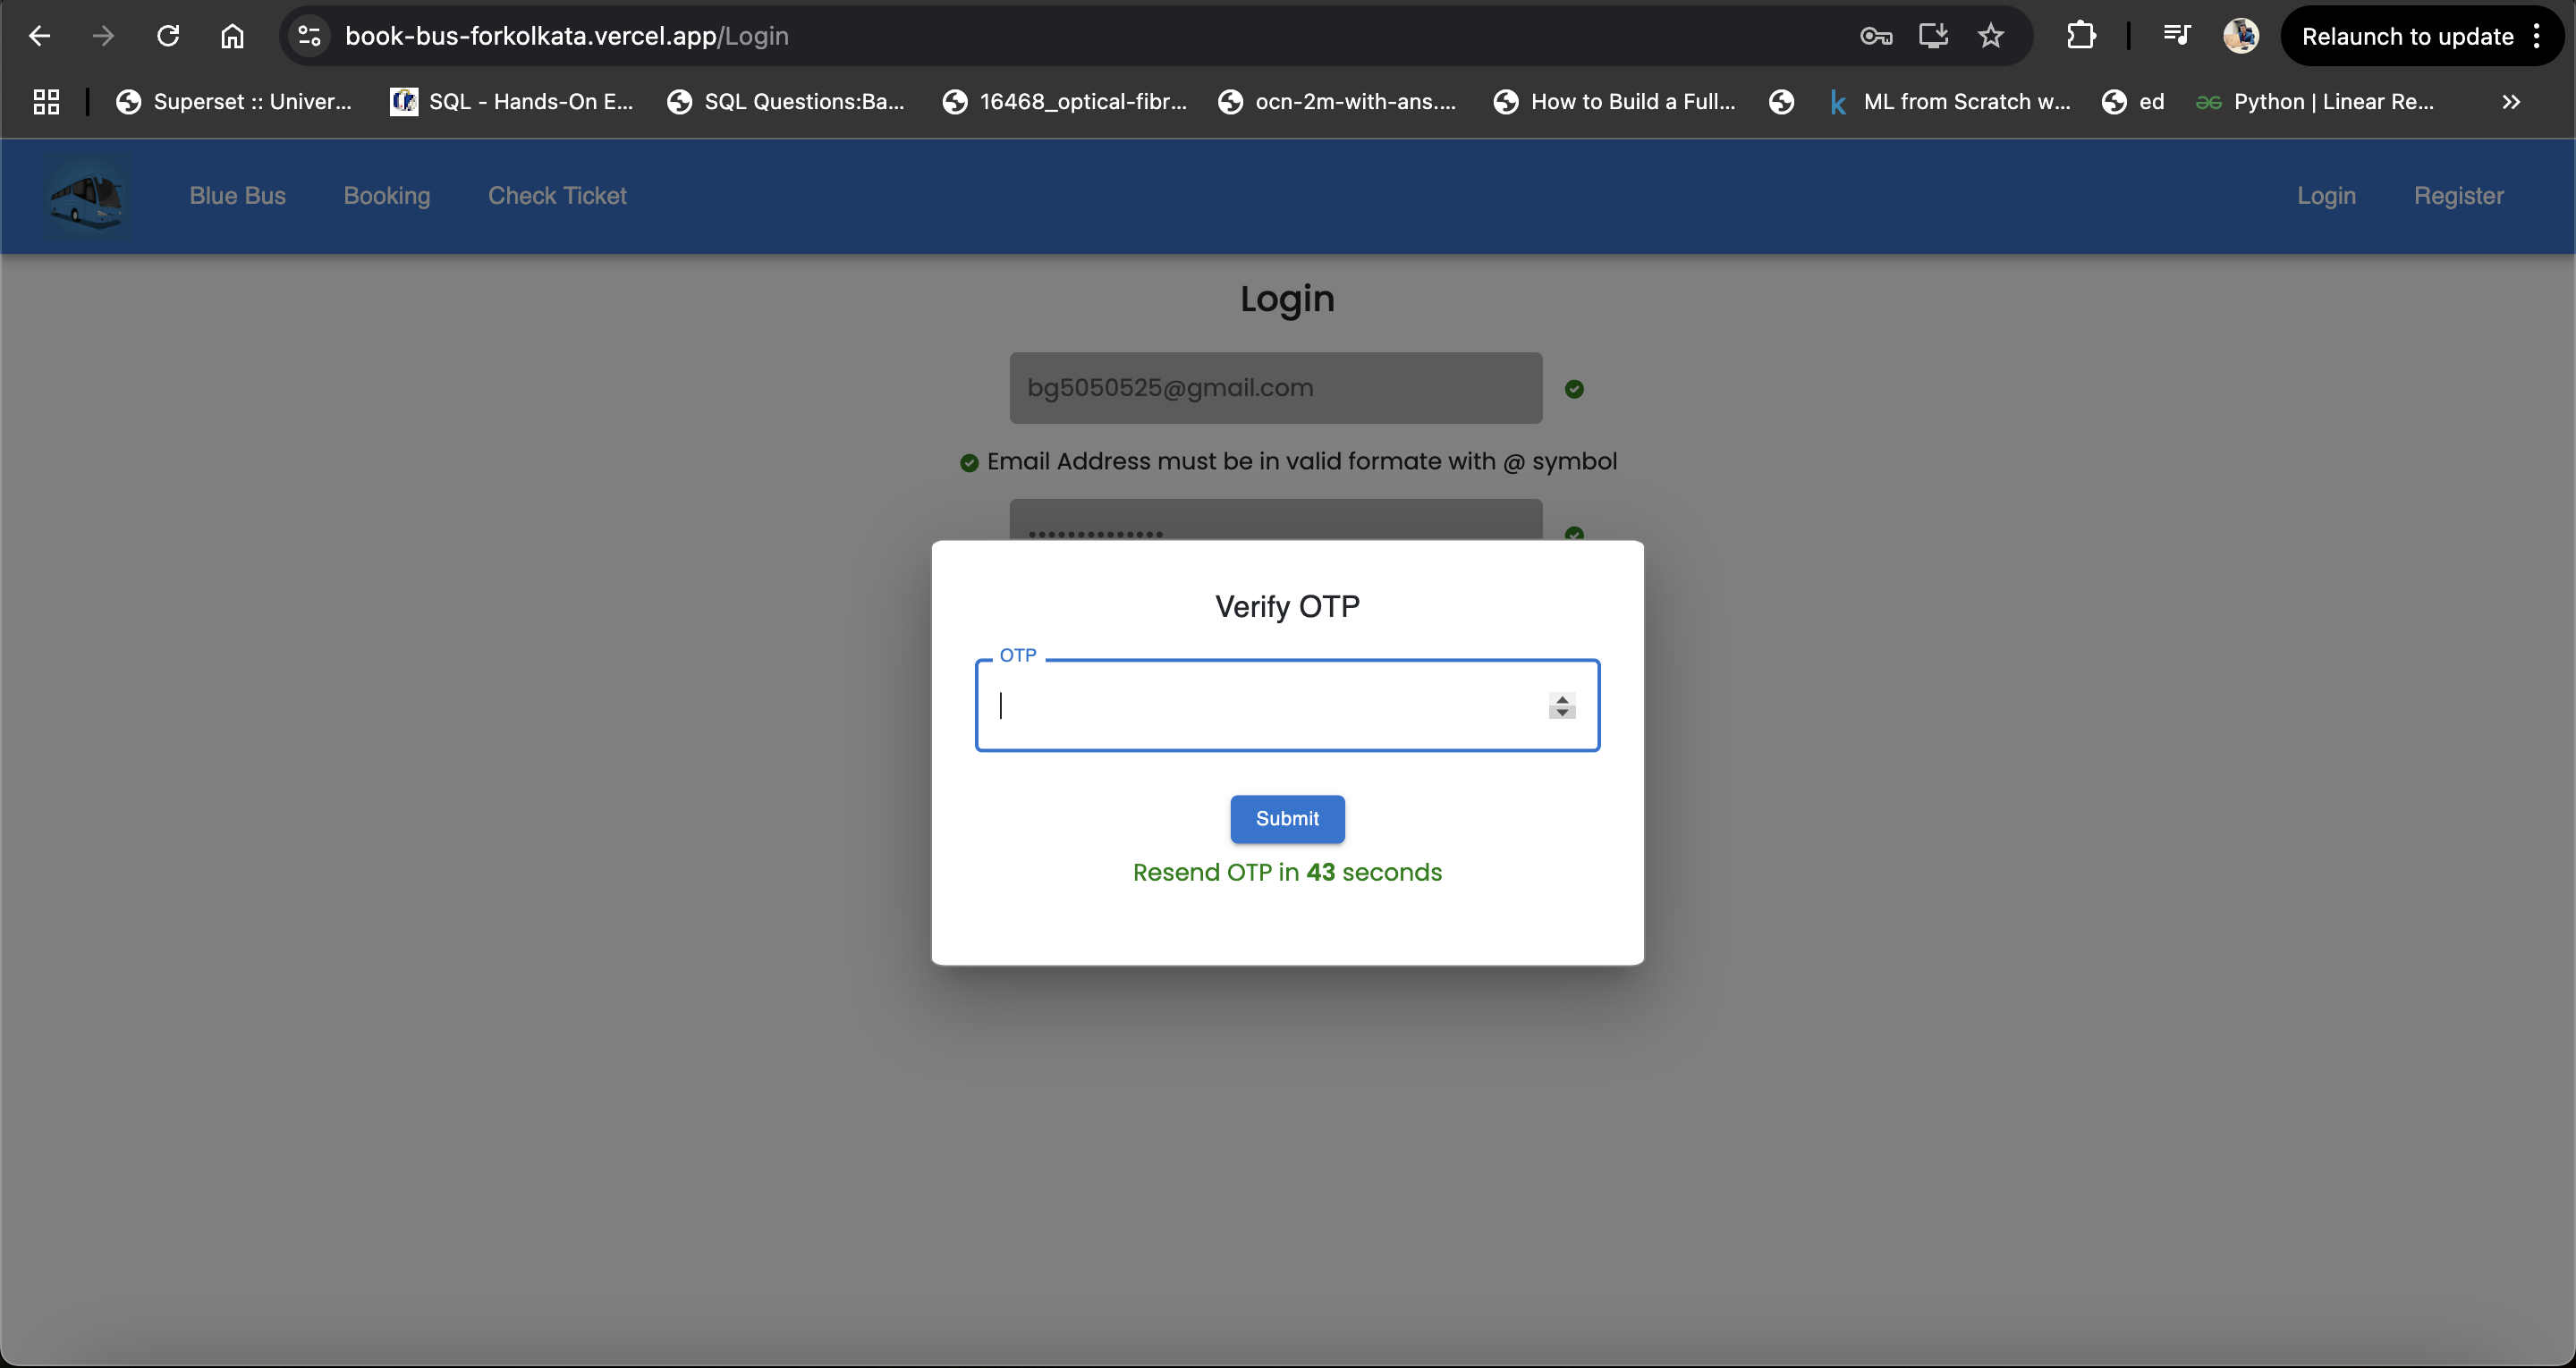 book-bus-forkolkata.vercel.app/Login
Relaunch to update
Superset :: Univer...
SQL - Hands-On E...
SQL Questions:Ba...
16468_optical-fibr...
ocn-2m-with-ans....
How to Build a Full...
k
ML from Scratch w...
ed
Python | Linear Re...
Blue Bus
Booking
Check Ticket
Login
Register
Login
bg5050525@gmail.com
Email Address must be in valid formate with @ symbol
Verify OTP
OTP
Submit
Resend OTP in 43 seconds